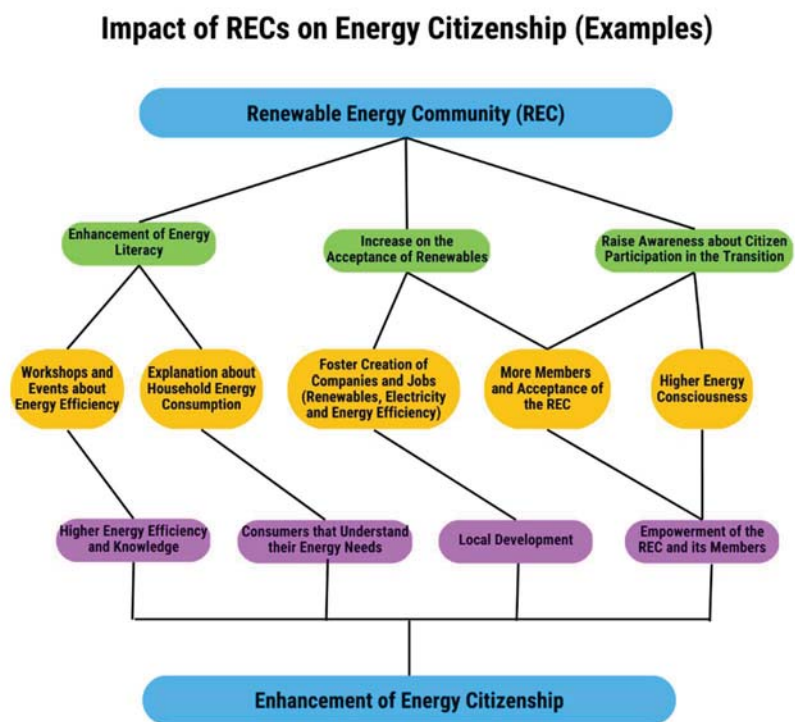 Impact of RECs on Energy Citizenship (Examples)
Renewable Energy Community (REC)
Enhancement of Energy
Literacy
Increase on the
Acceptance of Renewables
Raise Awareness about Citizen
Participation in the Transition
Workshops and
Events about
Energy Efficiency
Explanation about
Household Energy
Consumption
Foster Creation of
Companies and Jobs
(Renewables, Electricity
and Energy Efficiency)
More Members
and Acceptance of
the REC
Higher Energy
Consciousness
Higher Energy Efficiency
and Knowledge
Consumers that Understand
their Energy Needs
Local Development
Empowerment of the
REC and its Members
Enhancement of Energy Citizenship